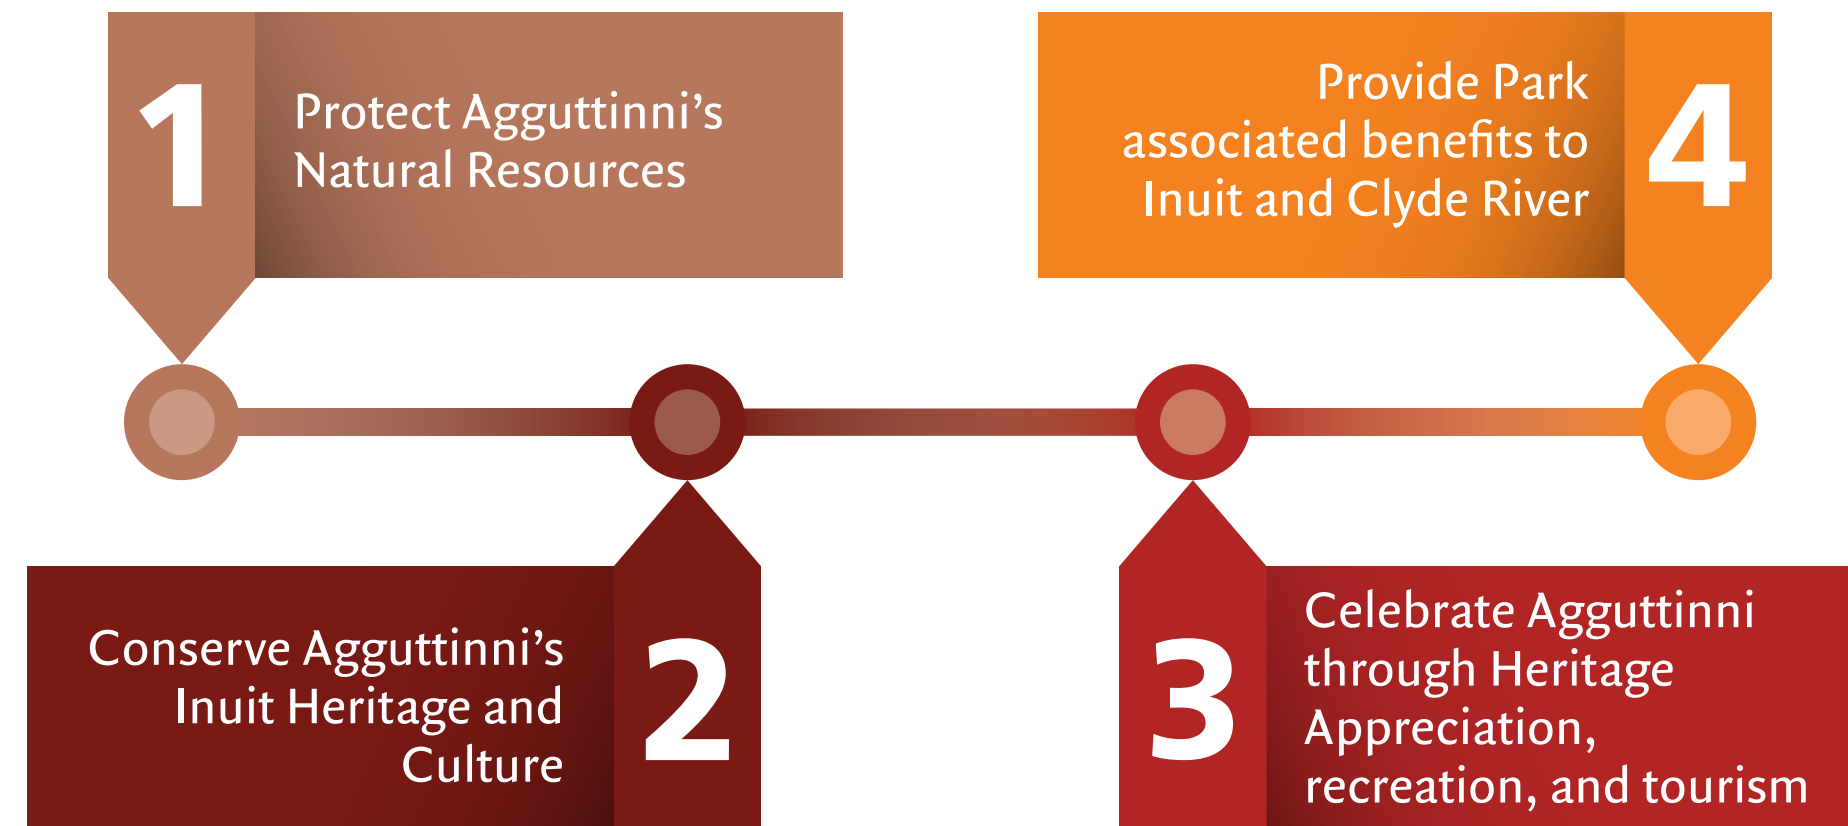 1
Protect Agguttinni’s
Natural Resources
2
Conserve Agguttinni’s
Inuit Heritage and
Culture
3
Celebrate Agguttinni
through Heritage
Appreciation,
recreation, and tourism
4
Provide Park
associated benefits to
Inuit and Clyde River